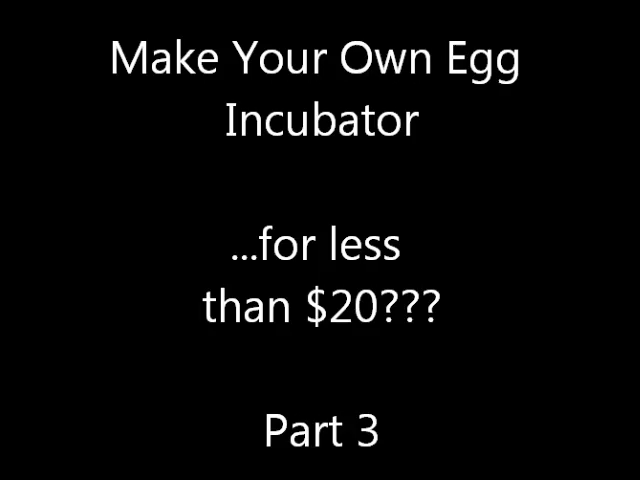 Make Your Own Egg
Incubator
...for less
than $20???
Part 3